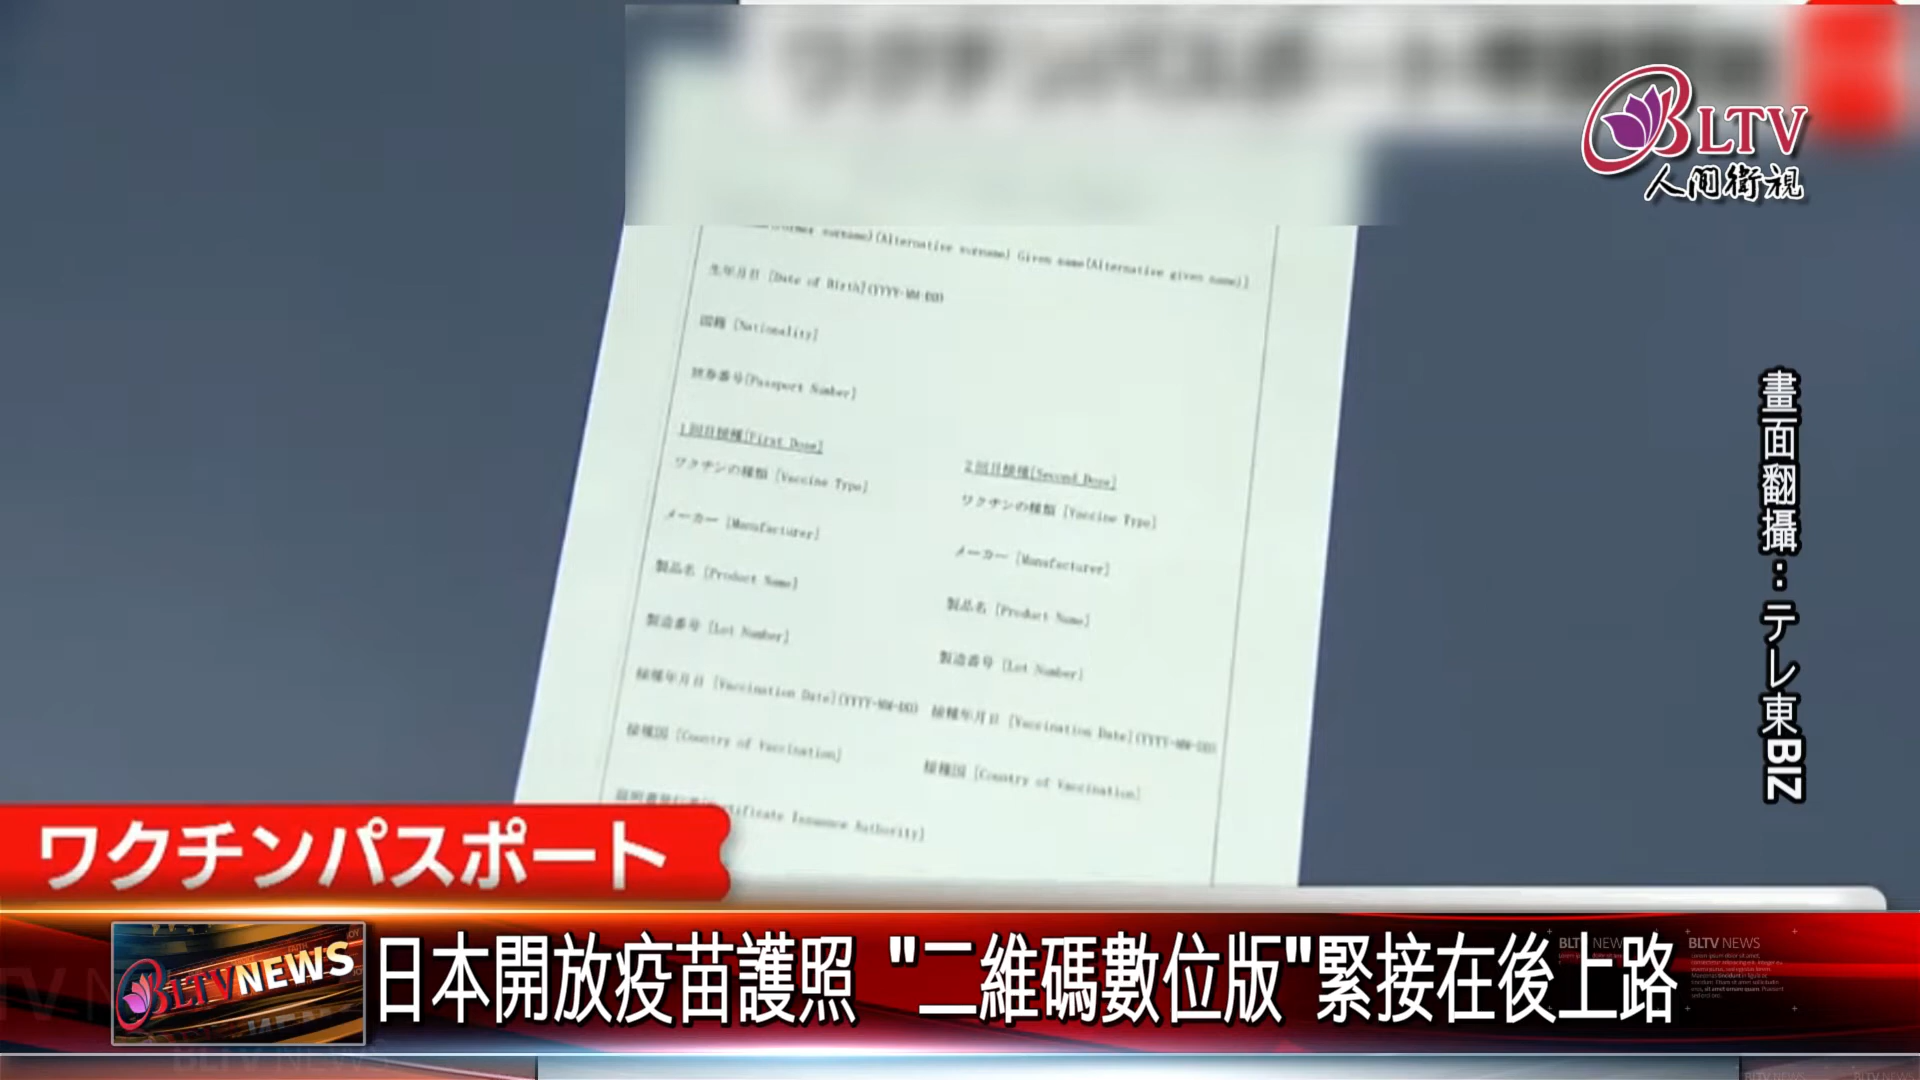 BLTV
人間衛視
surname)(Alternative surname) Given name(Alternative given name)]
生年月日 [Date of Birth](YYYY-MM-DD)
国籍 [Nationality]
旅券番号[Passport Number]
1回目接種[First Dose]
2回目接種[Second Dose]
ワクチンの種類 [Vaccine Type]
ワクチンの種類 [Vaccine Type]
メーカー [Manufacturer]
メーカー [Manufacturer]
製品名 [Product Name]
製品名 [Product Name]
製造番号 [Lot Number]
製造番号 [Lot Number]
接種年月日 [Vaccination Date](YYYY-MM-DD)
接種年月日 [Vaccination Date](YYYY-MM-DD)
接種国 [Country of Vaccination]
接種国 [Country of Vaccination]
Issuance Authority]
畫面翻攝：テレ東BIZ
ワクチンパスポート
BLTVNEWS
日本開放疫苗護照 "二維碼數位版"緊接在後上路
BLTV NEWS